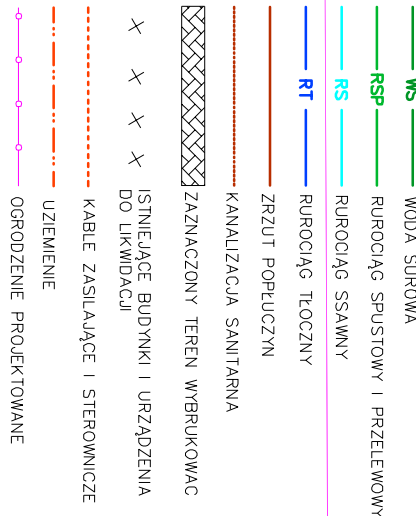 WS WODA SUROWA
RSP RUROCIĄG SPUSTOWY I PRZELEWOWY
RS RUROCIĄG SSAWNY
RT RUROCIĄG TŁOCZNY
ZRZUT POPŁUCZYN
KANALIZACJA SANITARNA
ZAZNACZONY TEREN WYBRUKOWAC
ISTNIEJĄCE BUDYNKI I URZĄDZENIA
DO LIKWIDACJI
KABLE ZASILAJĄCE I STEROWNICZE
UZIEMIENIE
OGRODZENIE PROJEKTOWANE